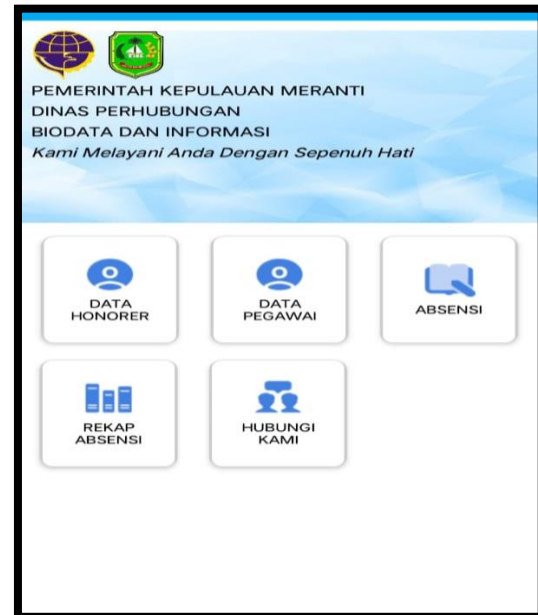 PEMERINTAH KEPULAUAN MERANTI
DINAS PERHUBUNGAN
BIODATA DAN INFORMASI
Kami Melayani Anda Dengan Sepenuh Hati
DATA
HONORER
DATA
PEGAWAI
ABSENSI
REKAP
ABSENSI
HUBUNGI
KAMI